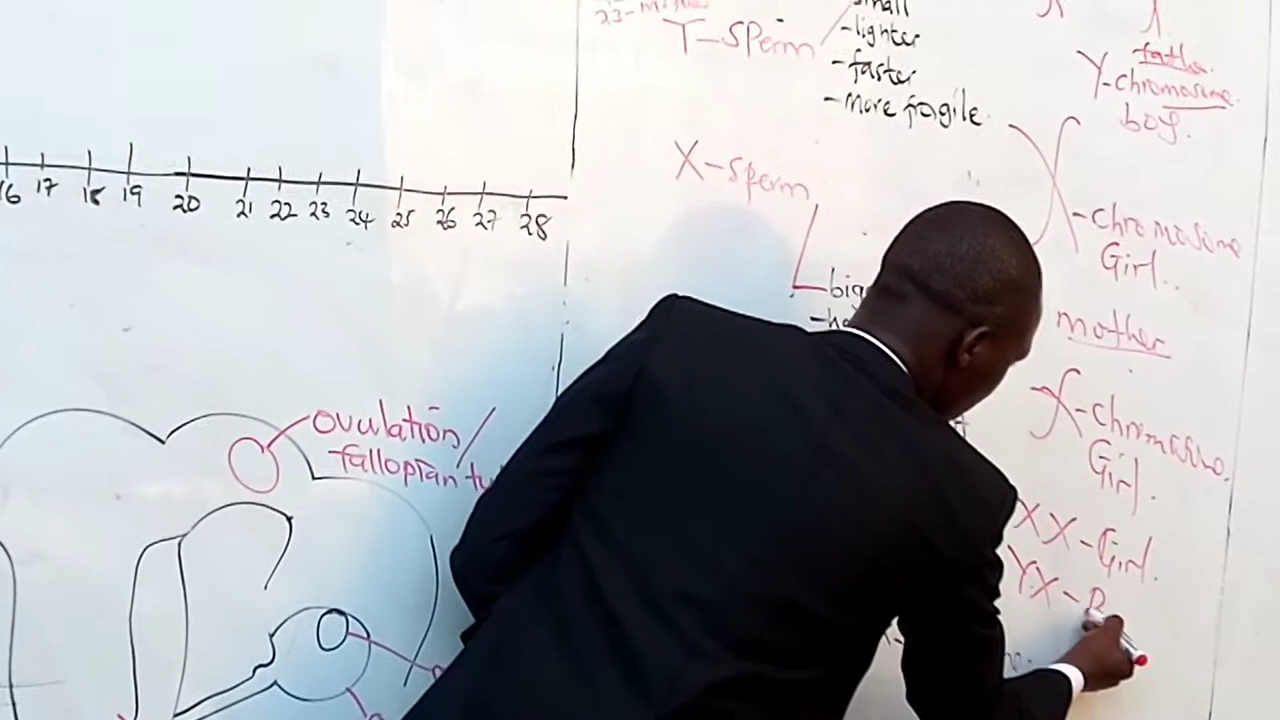 16 17 18 19 20 21 22 23 24 25 26 27 28
ovulation/
fallopian
T-sperm
small
-lighter
-faster
-More fragile.
X-sperm
father.
Y-chromosome.
boy.
X-chromosome
Girl..
mother
X-chromosome.
Girl.
XX-Girl.
YX-B